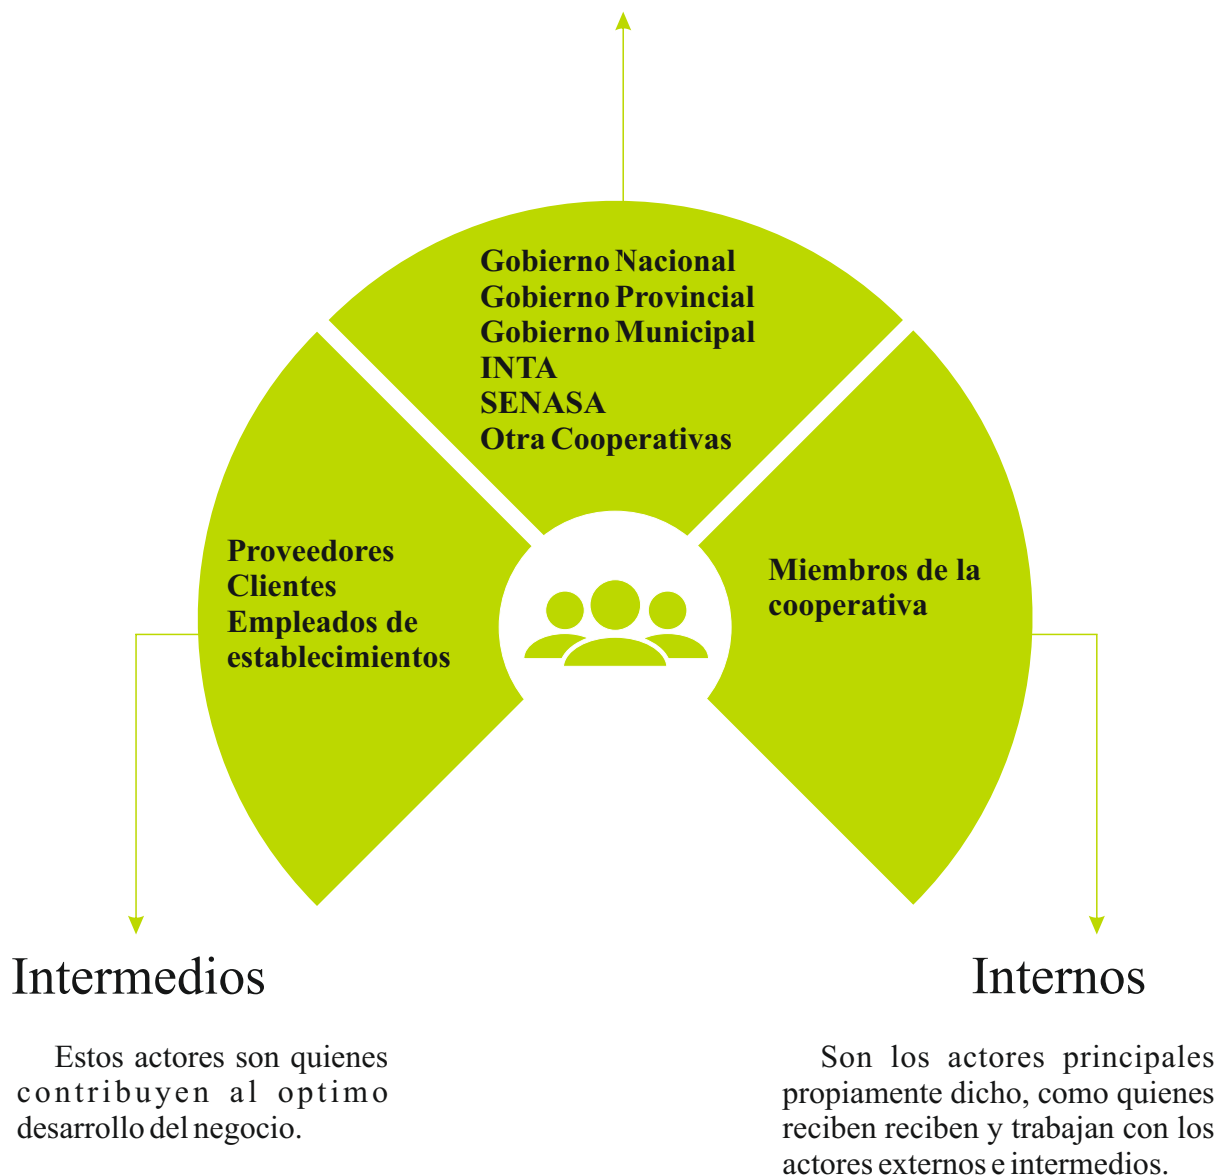 Gobierno Nacional
Gobierno Provincial
Gobierno Municipal
INTA
SENASA
Otra Cooperativas
Proveedores
Clientes
Empleados de
establecimientos
Miembros de la
cooperativa
Intermedios
Estos actores son quienes
contribuyen al optimo
desarrollo del negocio.
Internos
Son los actores principales
propiamente dicho, como quienes
reciben reciben y trabajan con los
actores externos e intermedios.